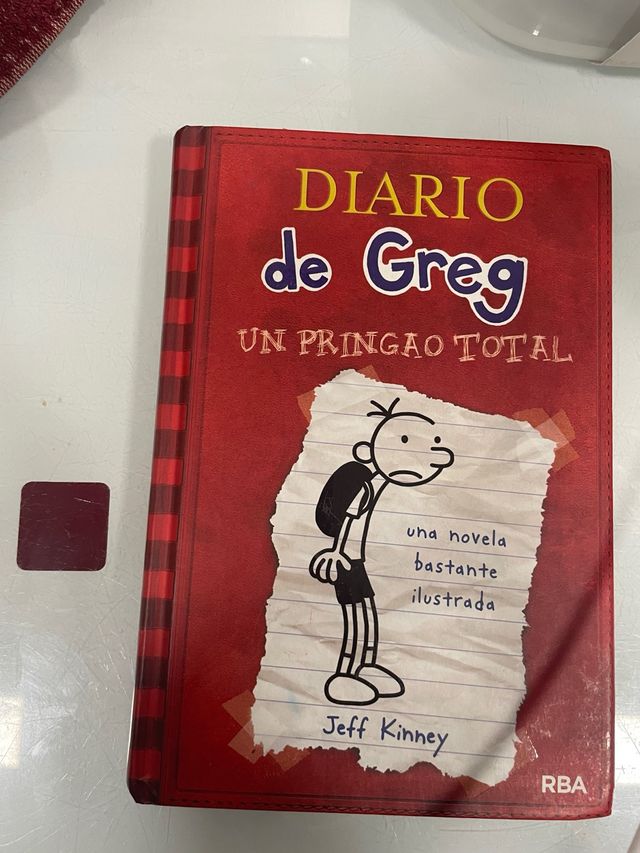 DIARIO
de Greg
UN PRINGAO TOTAL
una novela
bastante
ilustrada
Jeff Kinney
RBA